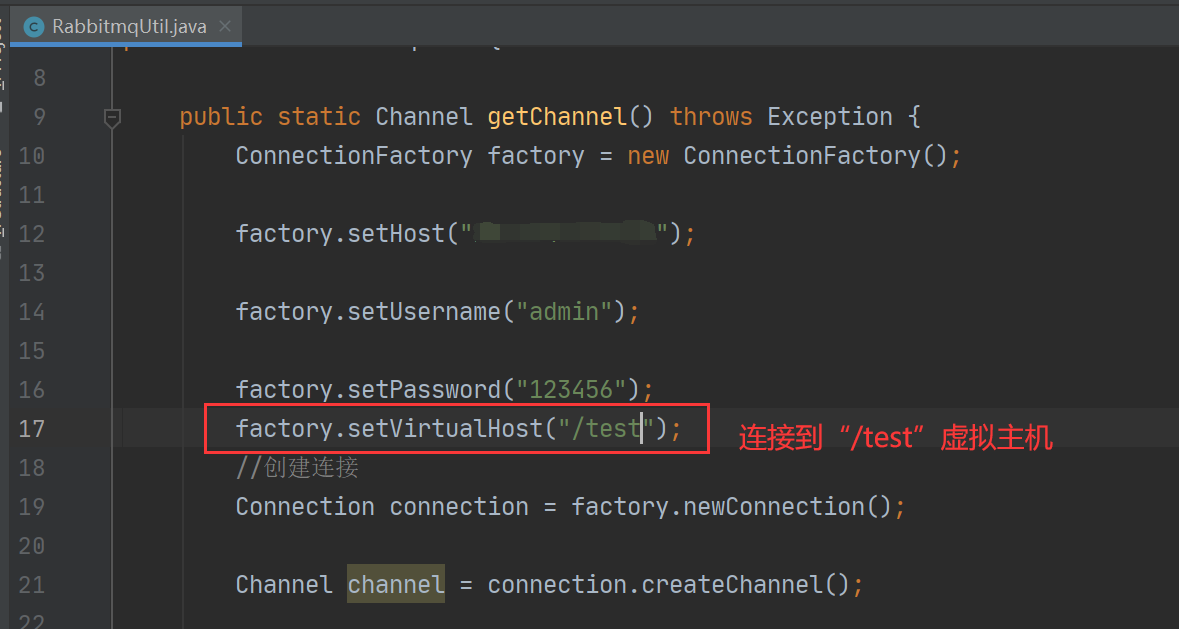 RabbitmqUtil.java
8
9 public static Channel getChannel() throws Exception {
10 ConnectionFactory factory = new ConnectionFactory();
11
12 factory.setHost("");
13
14 factory.setUsername("admin");
15
16 factory.setPassword("123456");
17 factory.setVirtualHost("/test"); 连接到“/test”虚拟主机
18 //创建连接
19 Connection connection = factory.newConnection();
20
21 Channel channel = connection.createChannel();
22